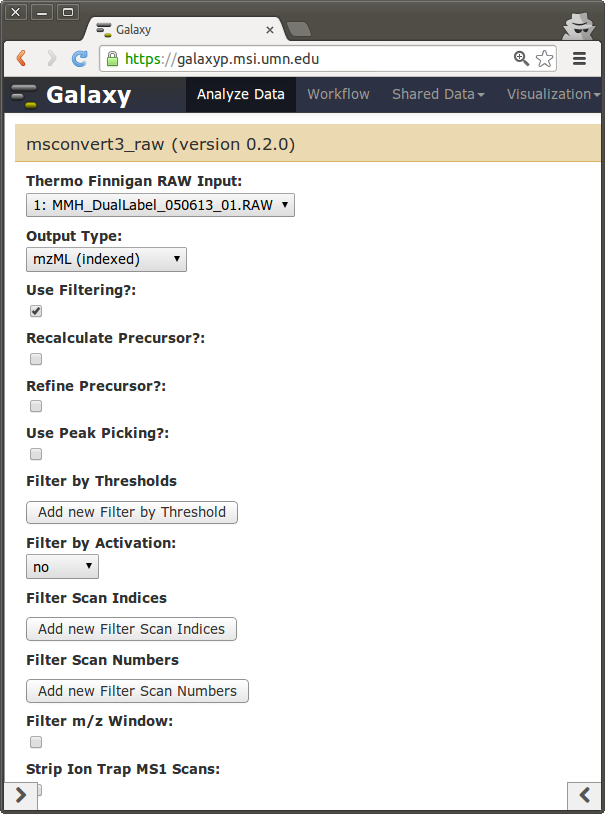 Galaxy
https://galaxyp.msi.umn.edu
Galaxy Analyze Data Workflow Shared Data Visualization
msconvert3_raw (version 0.2.0)
Thermo Finnigan RAW Input:
1: MMH_DualLabel_050613_01.RAW
Output Type:
mzML (indexed)
Use Filtering?:
Recalculate Precursor?:
Refine Precursor?:
Use Peak Picking?:
Filter by Thresholds
Add new Filter by Threshold
Filter by Activation:
no
Filter Scan Indices
Add new Filter Scan Indices
Filter Scan Numbers
Add new Filter Scan Numbers
Filter m/z Window:
Strip Ion Trap MS1 Scans: